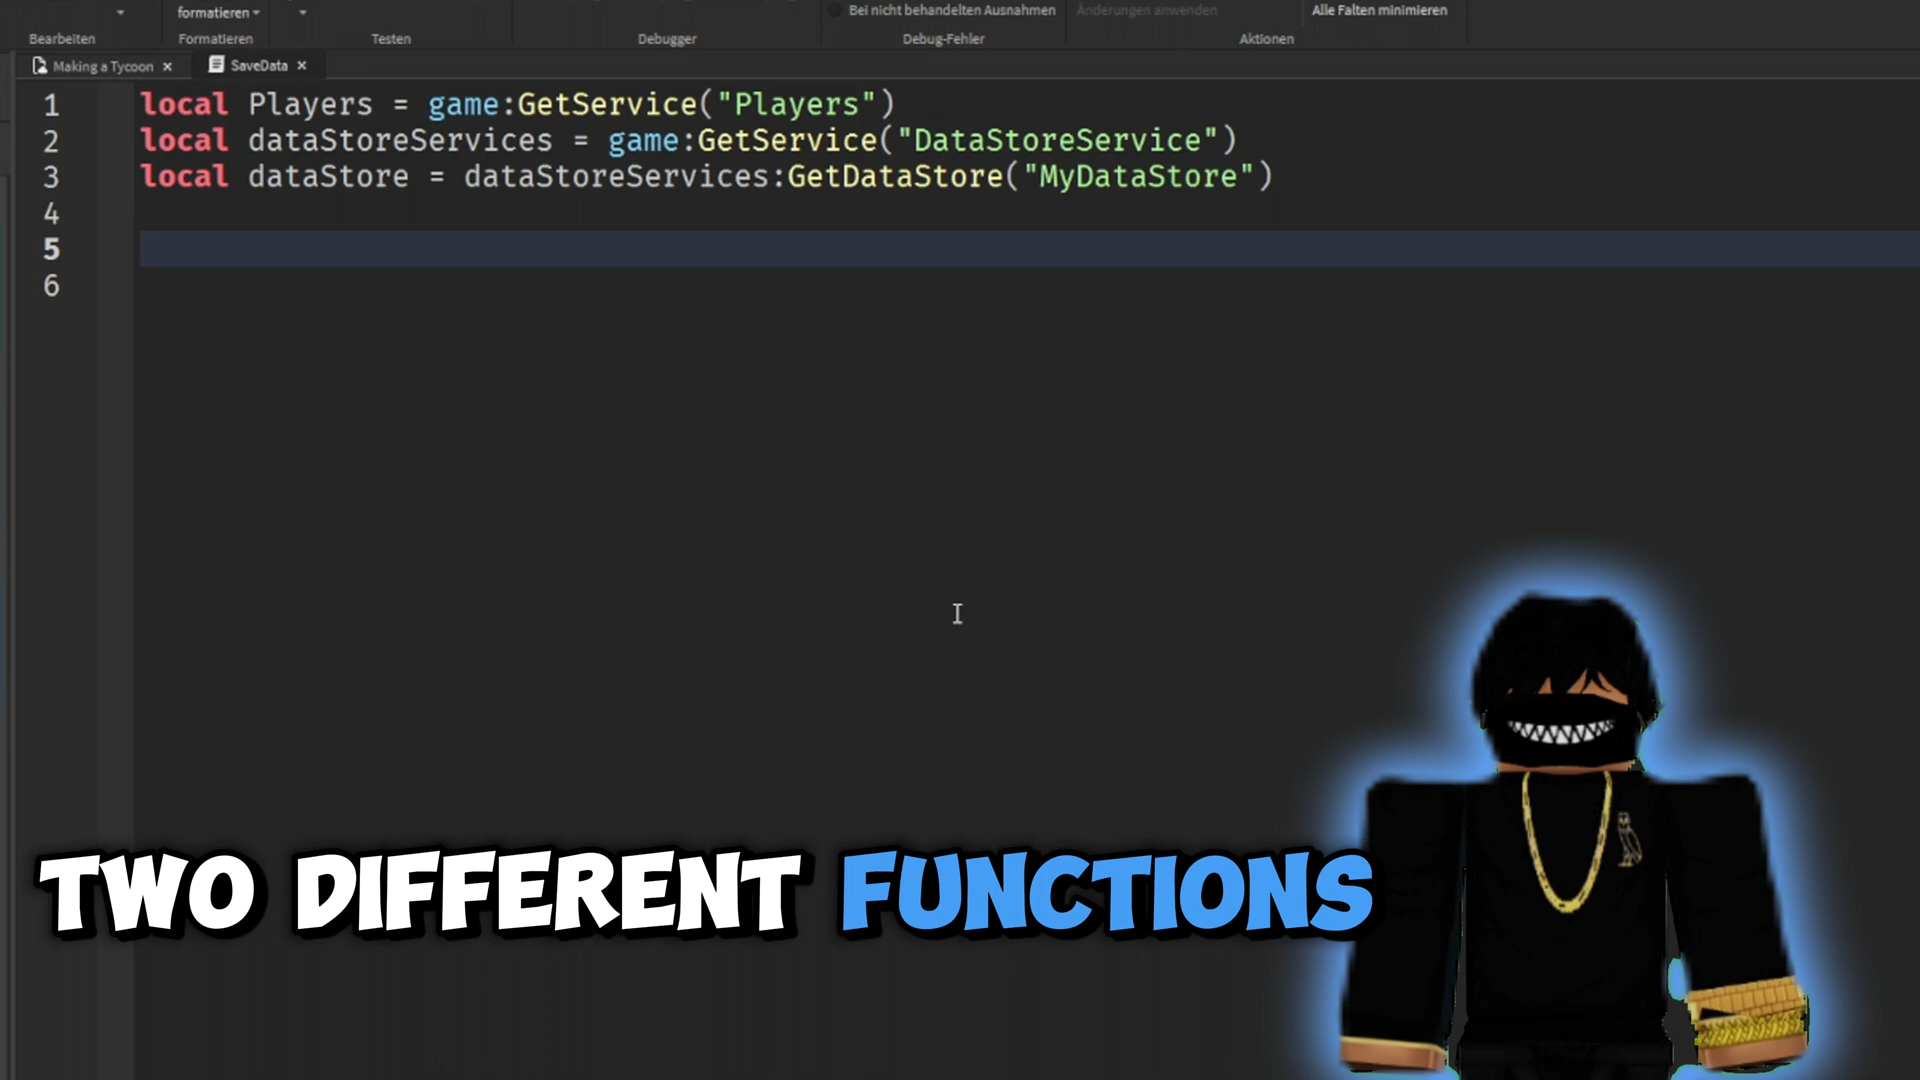 formatieren
Bei nicht behandelten Ausnahmen
Änderungen anwenden
Alle Falten minimieren
Bearbeiten
Formatieren
Testen
Debugger
Debug-Fehler
Aktionen
Making a Tycoon ×
SaveData ×
1 local Players = game:GetService("Players")
2 local dataStoreServices = game:GetService("DataStoreService")
3 local dataStore = dataStoreServices:GetDataStore("MyDataStore")
4
5
6
TWO DIFFERENT FUNCTIONS